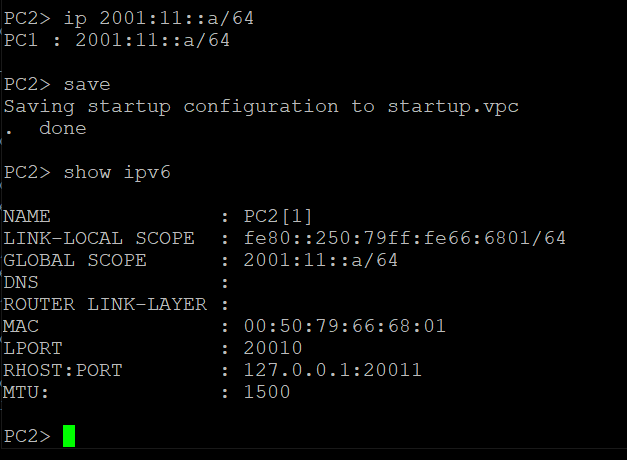 PC2> ip 2001:11::a/64
PC1 : 2001:11::a/64
PC2> save
Saving startup configuration to startup.vpc
.  done
PC2> show ipv6
NAME              : PC2[1]
LINK-LOCAL SCOPE  : fe80::250:79ff:fe66:6801/64
GLOBAL SCOPE      : 2001:11::a/64
DNS               :
ROUTER LINK-LAYER :
MAC               : 00:50:79:66:68:01
LPORT             : 20010
RHOST:PORT        : 127.0.0.1:20011
MTU:              : 1500
PC2>